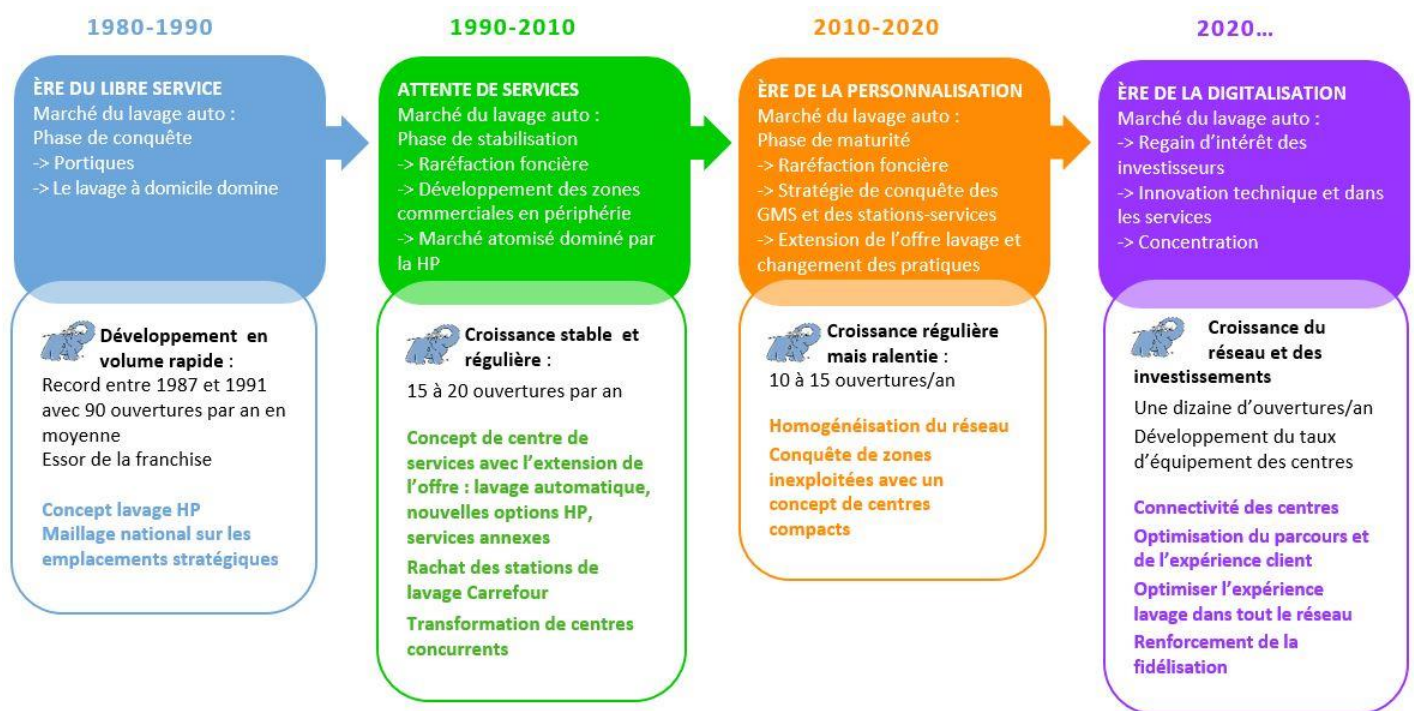 1980-1990
ÈRE DU LIBRE SERVICE
Marché du lavage auto :
Phase de conquête
-> Portiques
-> Le lavage à domicile domine
Développement en
volume rapide :
Record entre 1987 et 1991
avec 90 ouvertures par an en
moyenne
Essor de la franchise
Concept lavage HP
Maillage national sur les
emplacements stratégiques
1990-2010
ATTENTE DE SERVICES
Marché du lavage auto :
Phase de stabilisation
-> Raréfaction foncière
-> Développement des zones
commerciales en périphérie
-> Marché atomisé dominé par
la HP
Croissance stable et
régulière :
15 à 20 ouvertures par an
Concept de centre de
services avec l'extension de
l'offre : lavage automatique,
nouvelles options HP,
services annexes
Rachat des stations de
lavage Carrefour
Transformation de centres
concurrents
2010-2020
ÈRE DE LA PERSONNALISATION
Marché du lavage auto :
Phase de maturité
-> Raréfaction foncière
-> Stratégie de conquête des
GMS et des stations-services
-> Extension de l'offre lavage et
changement des pratiques
Croissance régulière
mais ralentie :
10 à 15 ouvertures/an
Homogénéisation du réseau
Conquête de zones
inexploitées avec un
concept de centres
compacts
2020…
ÈRE DE LA DIGITALISATION
Marché du lavage auto :
-> Regain d'intérêt des
investisseurs
-> Innovation technique et dans
les services
-> Concentration
Croissance du
réseau et des
investissements
Une dizaine d'ouvertures/an
Développement du taux
d'équipement des centres
Connectivité des centres
Optimisation du parcours et
de l'expérience client
Optimiser l'expérience
lavage dans tout le réseau
Renforcement de la
fidélisation